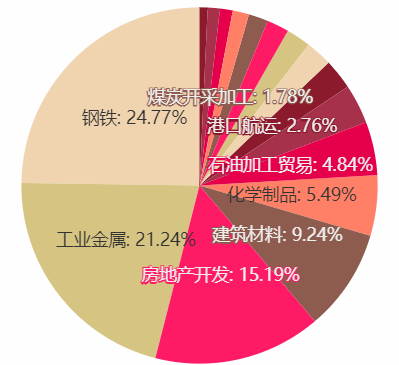 煤炭开采加工: 1.78%
钢铁: 24.77%
港口航运: 2.76%
石油加工贸易: 4.84%
化学制品: 5.49%
建筑材料: 9.24%
工业金属: 21.24%
房地产开发: 15.19%